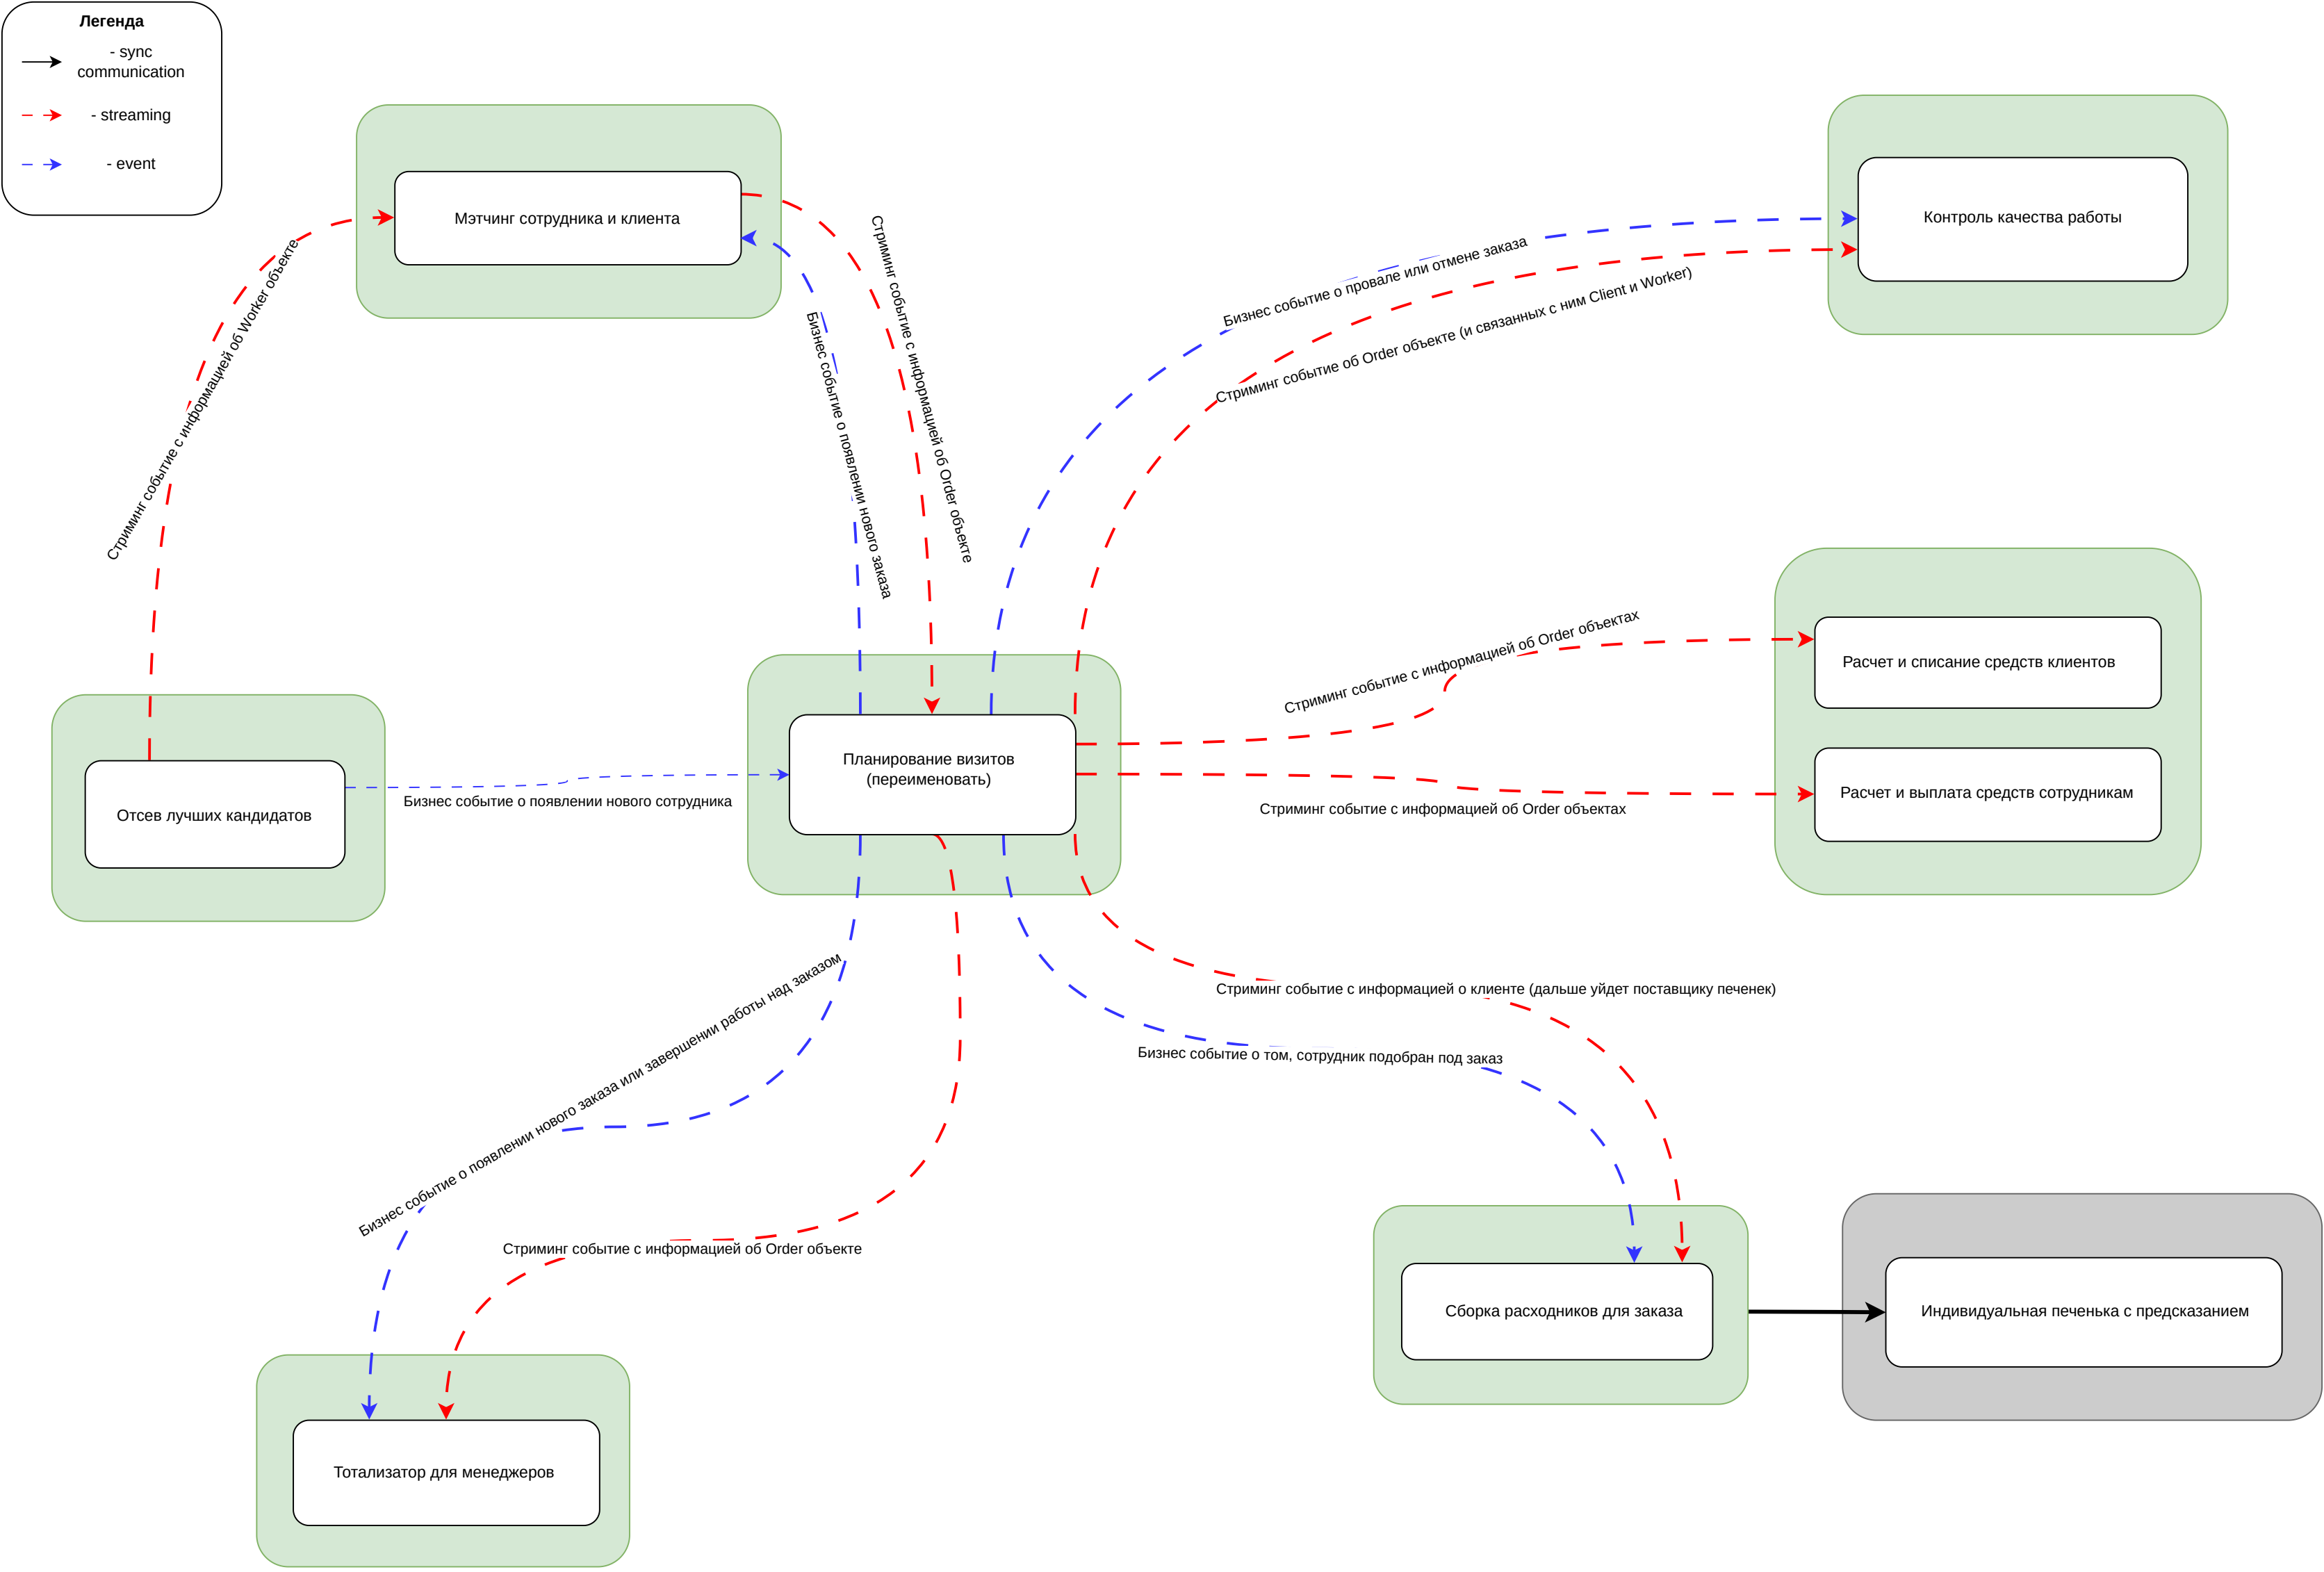 Легенда
- sync
communication
- streaming
- event
Мэтчинг сотрудника и клиента
Контроль качества работы
Стриминг событие с информацией об Worker объекте
Бизнес событие о появлении нового заказа
Стриминг событие с информацией об Order объекте
Бизнес событие о провале или отмене заказа
Стриминг событие об Order объекте (и связанных с ним Client и Worker)
Стриминг событие с информацией об Order объектах
Расчет и списание средств клиентов
Отсев лучших кандидатов
Бизнес событие о появлении нового сотрудника
Планирование визитов
(переименовать)
Стриминг событие с информацией об Order объектах
Расчет и выплата средств сотрудникам
Бизнес событие о появлении нового заказа или завершении работы над заказом
Стриминг событие с информацией о клиенте (дальше уйдет поставщику печенек)
Бизнес событие о том, сотрудник подобран под заказ
Стриминг событие с информацией об Order объекте
Сборка расходников для заказа
Индивидуальная печенька с предсказанием
Тотализатор для менеджеров